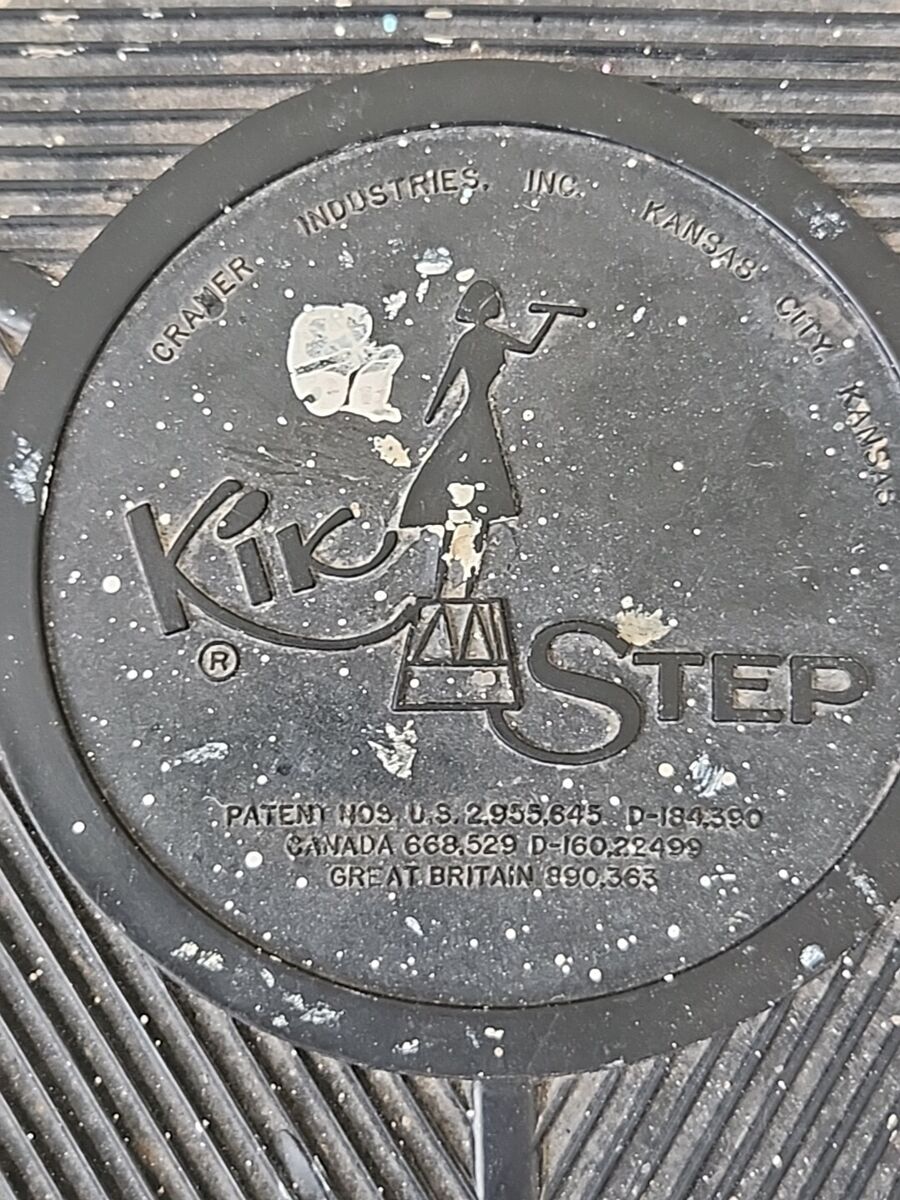 CRAMER INDUSTRIES, INC. KANSAS CITY, KANSAS
Kik STEP
®
PATENT NOS. U.S. 2,955,645 D-184,390
CANADA 668,529 D-160,22499
GREAT BRITAIN 890,363